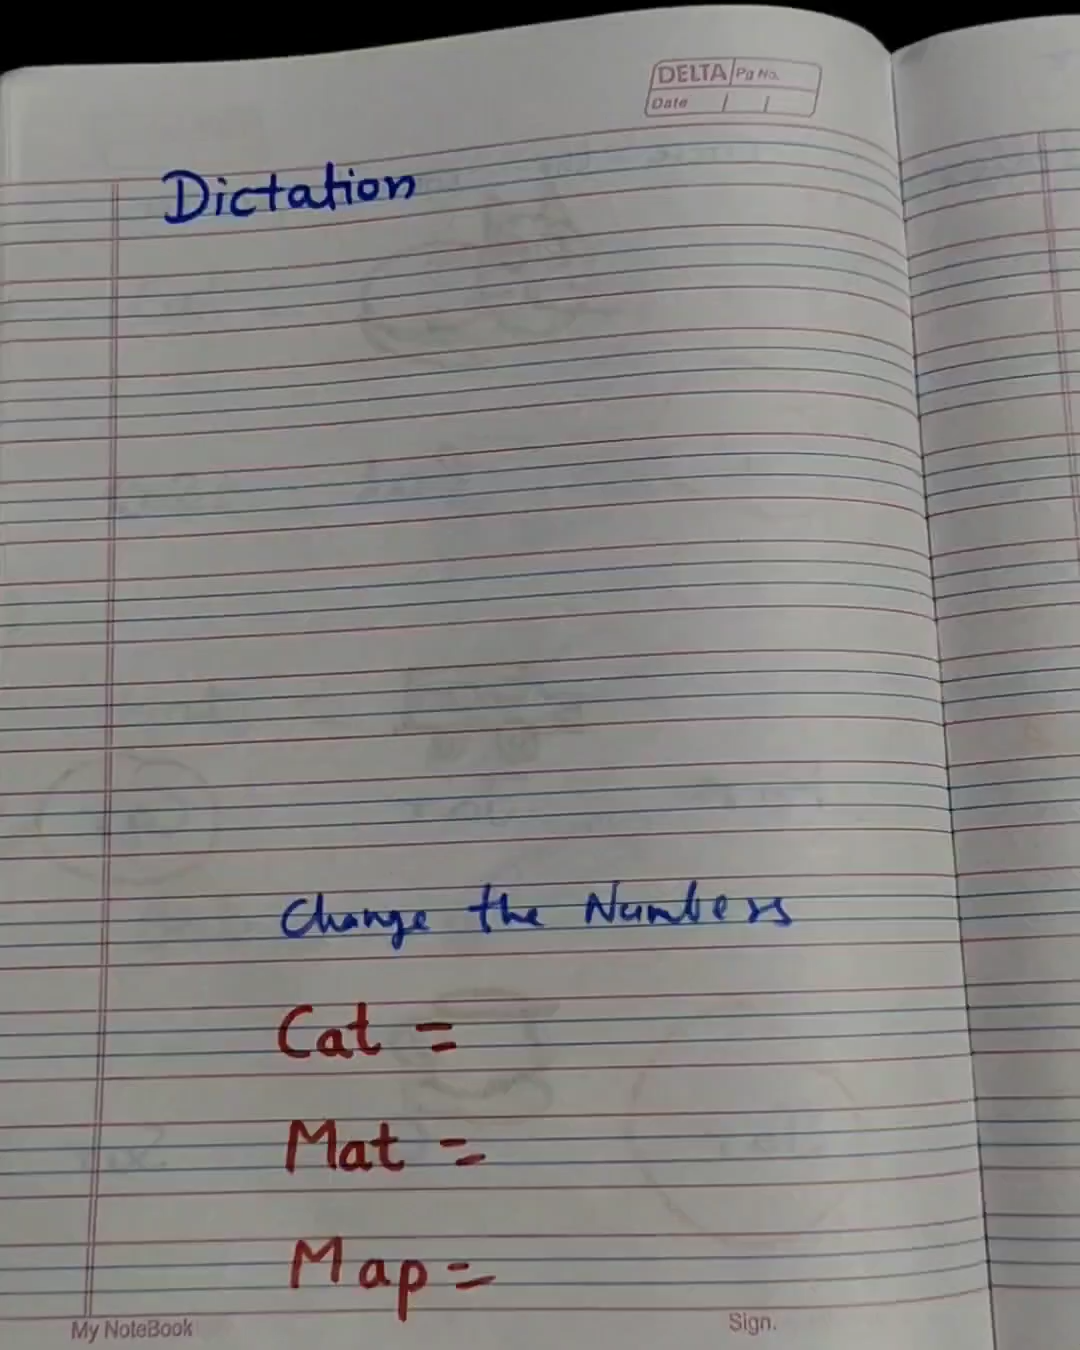 DELTA Pg No.
Date / /
Dictation
Change the Numbers
Cat =
Mat =
Map =
My NoteBook Sign.